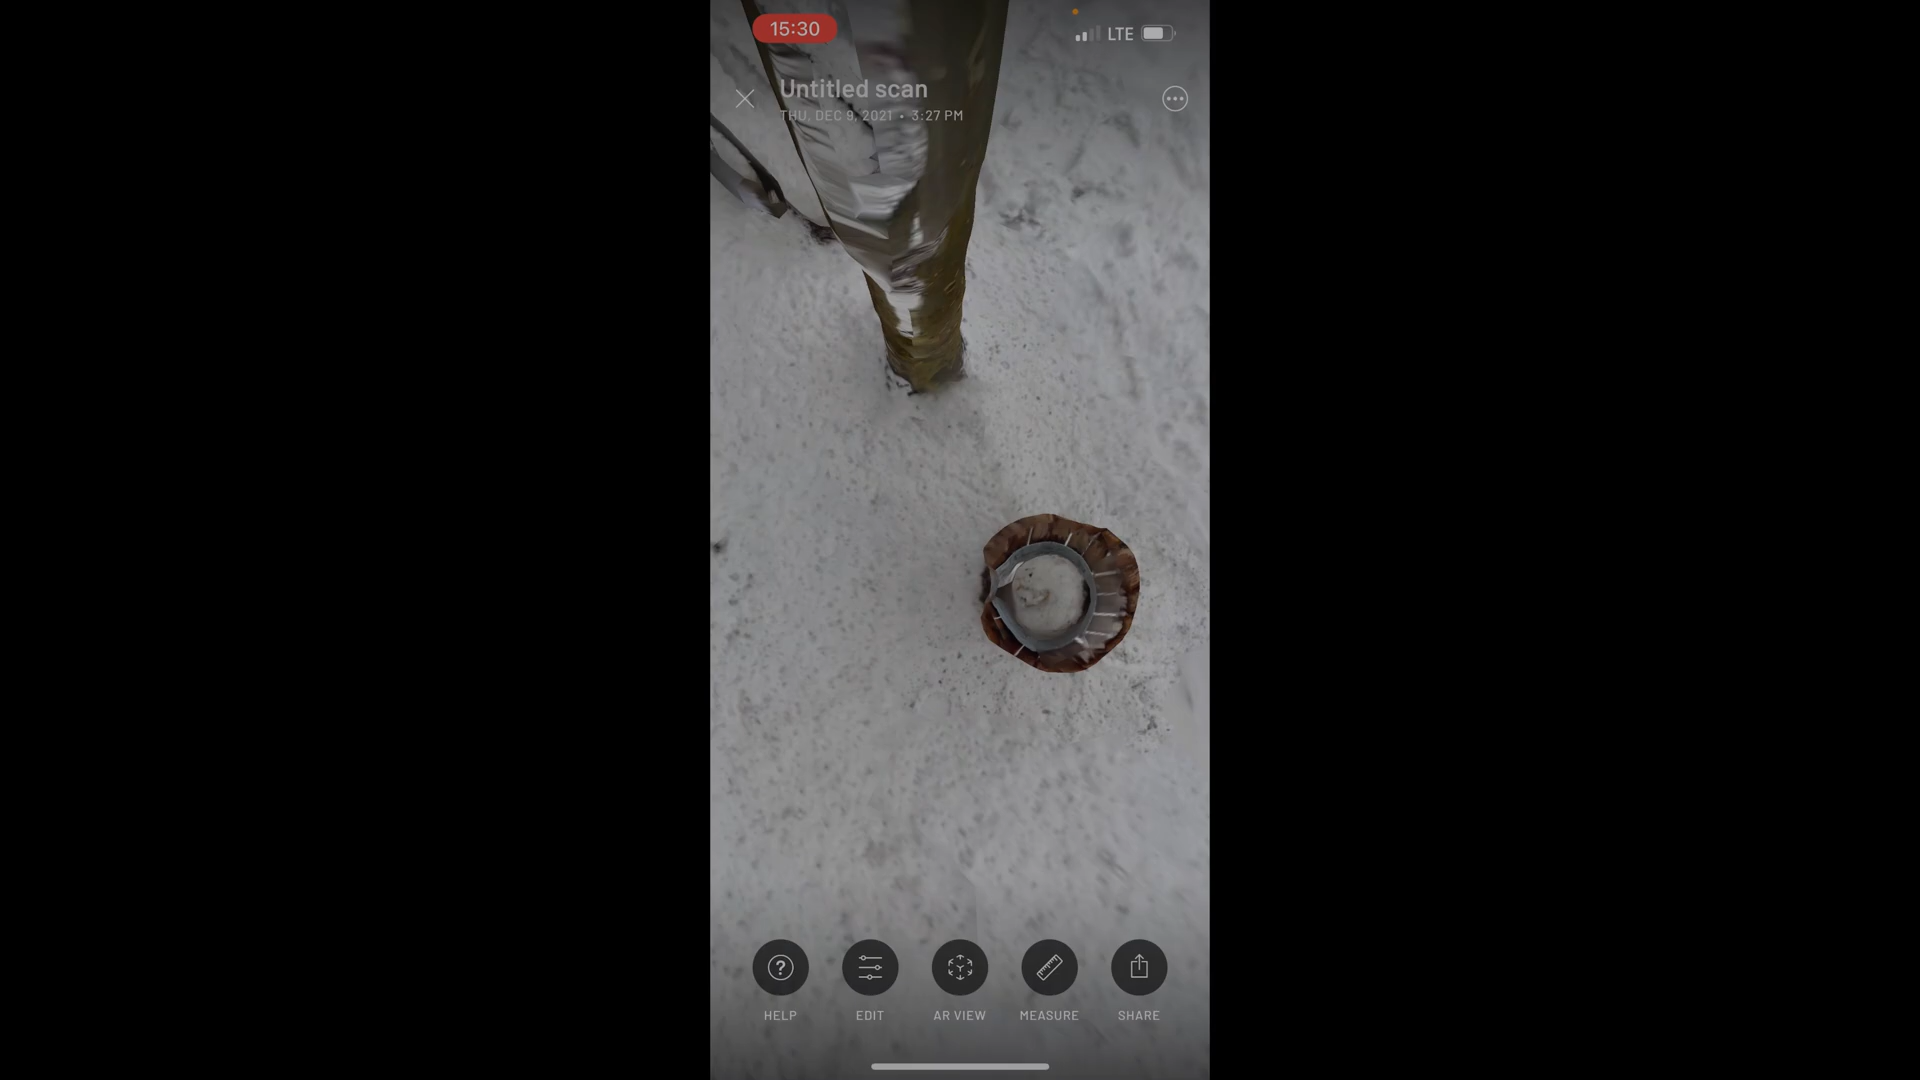 15:30
LTE
Untitled scan
THU, DEC 9, 2021 • 3:27 PM
HELP
EDIT
AR VIEW
MEASURE
SHARE